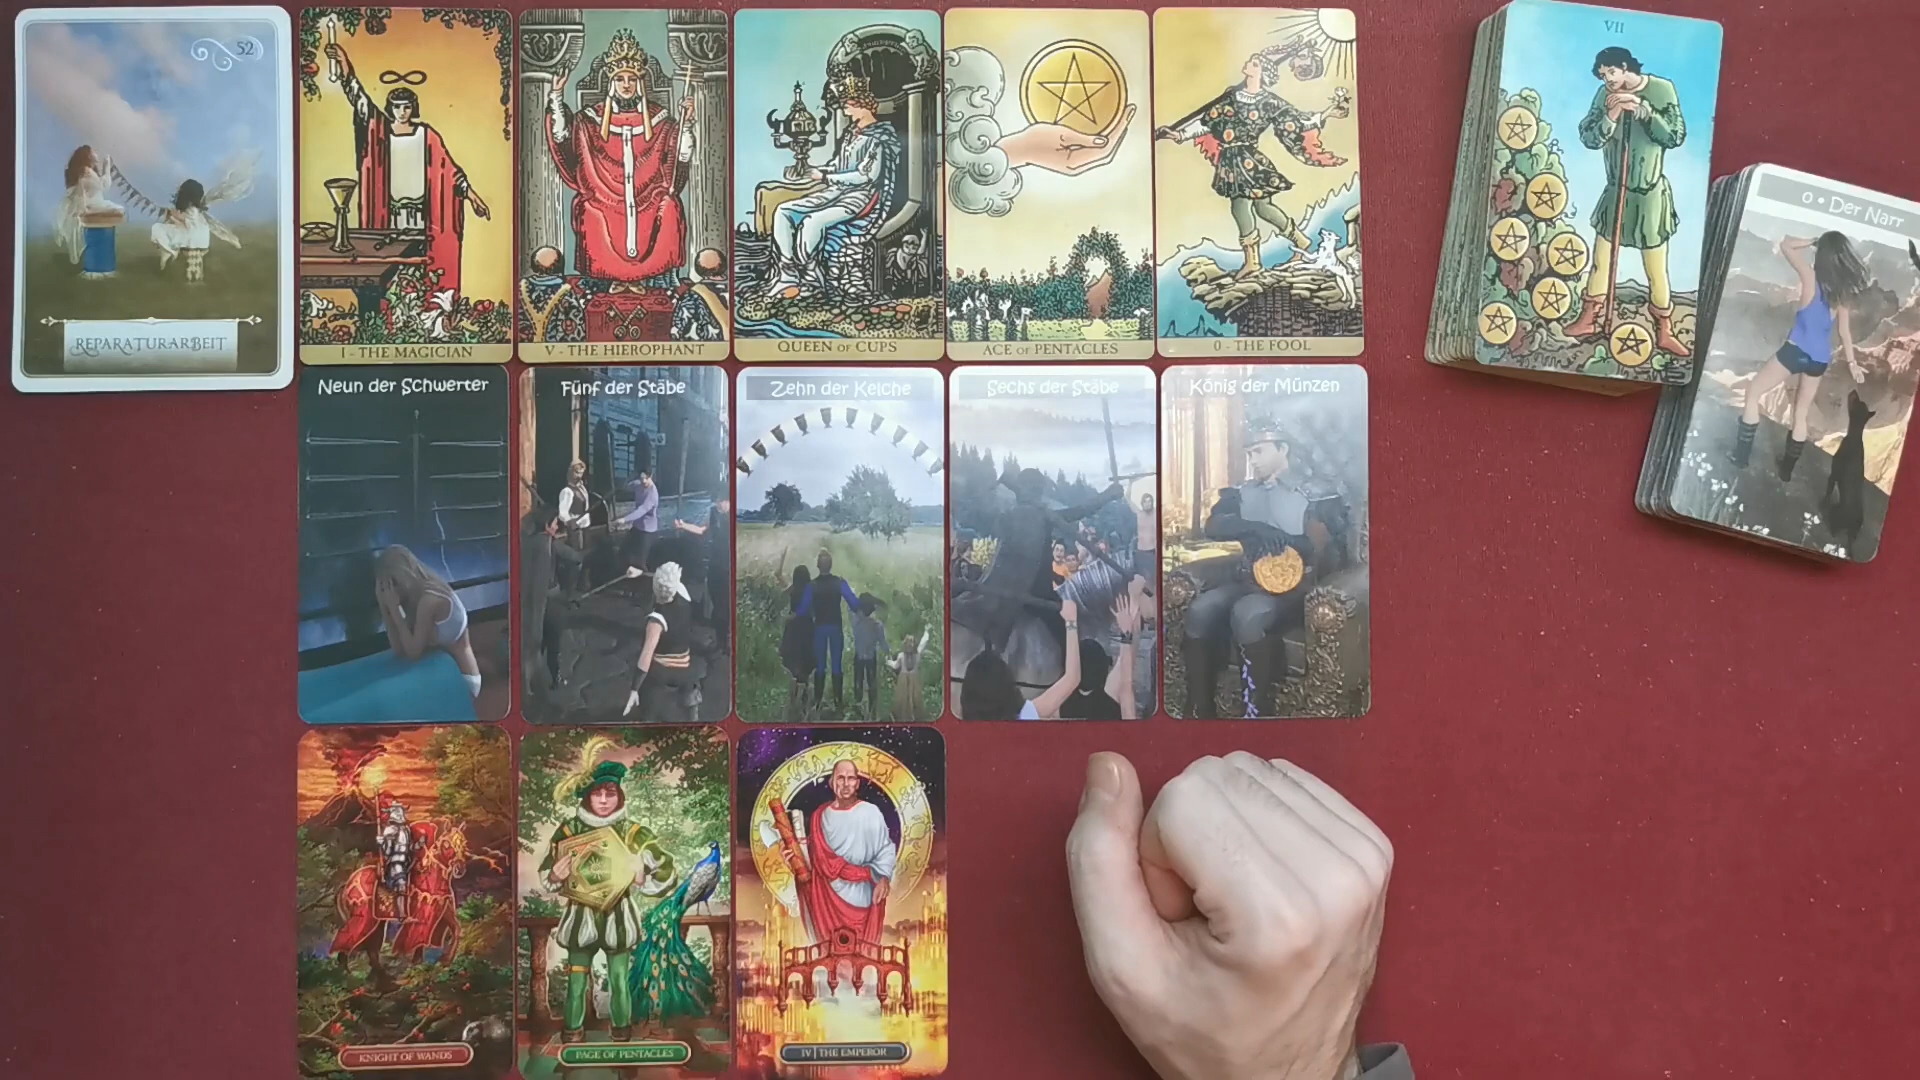 52
REPARATURARBEIT
I - THE MAGICIAN
V - THE HIEROPHANT
QUEEN OF CUPS
ACE OF PENTACLES
0 - THE FOOL
VII
0 • Der Narr
Neun der Schwerter
Fünf der Stäbe
Zehn der Kelche
Sechs der Stäbe
König der Münzen
KNIGHT OF WANDS
PAGE OF PENTACLES
IV | THE EMPEROR